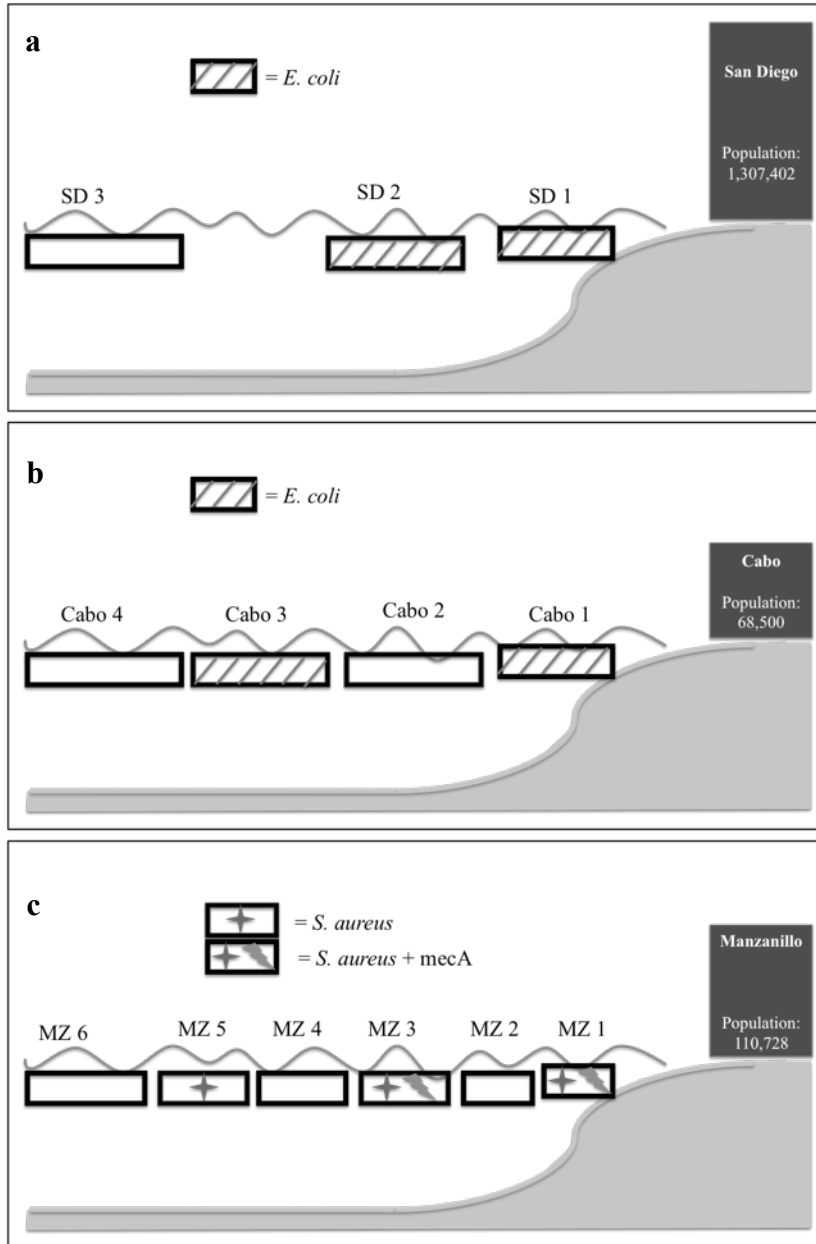 a
= E. coli
San Diego
Population:
1,307,402
SD 3
SD 2
SD 1
b
= E. coli
Cabo
Population:
68,500
Cabo 4
Cabo 3
Cabo 2
Cabo 1
c
= S. aureus
= S. aureus + mecA
Manzanillo
Population:
110,728
MZ 6
MZ 5
MZ 4
MZ 3
MZ 2
MZ 1